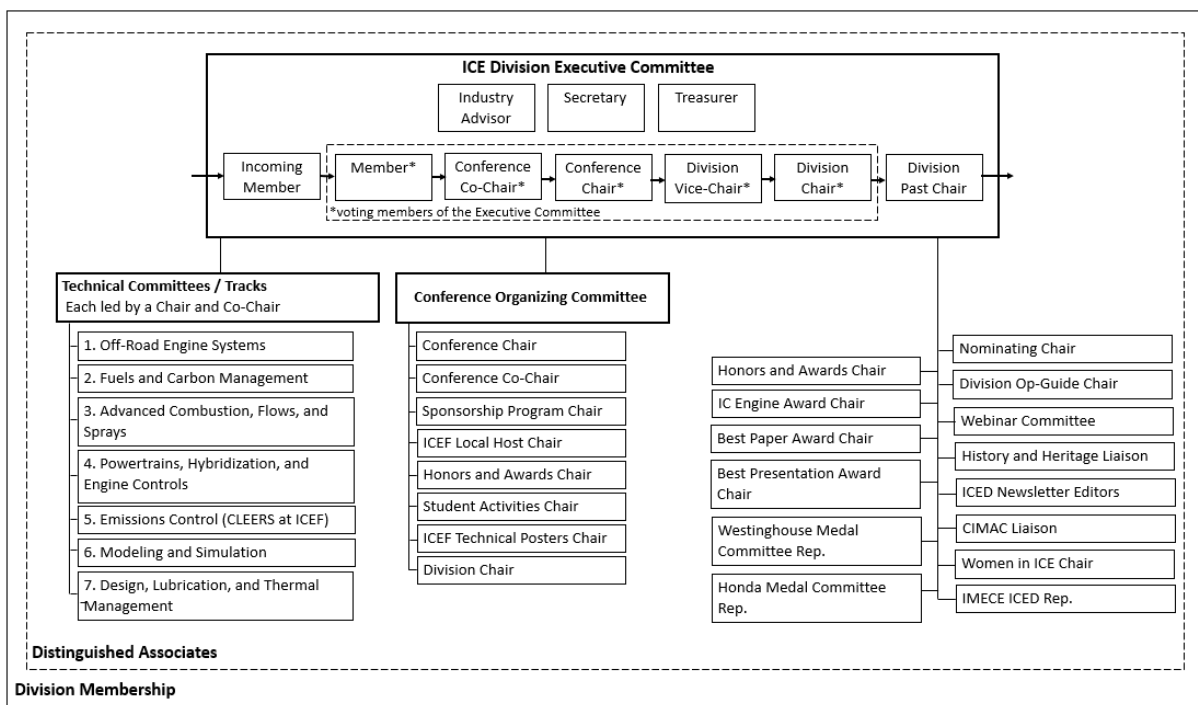 ICE Division Executive Committee
Industry
Advisor
Secretary
Treasurer
Incoming
Member
Member*
Conference
Co-Chair*
Conference
Chair*
Division
Vice-Chair*
Division
Chair*
Division
Past Chair
*voting members of the Executive Committee
Technical Committees / Tracks
Each led by a Chair and Co-Chair
1. Off-Road Engine Systems
2. Fuels and Carbon Management
3. Advanced Combustion, Flows, and
Sprays
4. Powertrains, Hybridization, and
Engine Controls
5. Emissions Control (CLEERS at ICEF)
6. Modeling and Simulation
7. Design, Lubrication, and Thermal
Management
Conference Organizing Committee
Conference Chair
Conference Co-Chair
Sponsorship Program Chair
ICEF Local Host Chair
Honors and Awards Chair
Student Activities Chair
ICEF Technical Posters Chair
Division Chair
Honors and Awards Chair
IC Engine Award Chair
Best Paper Award Chair
Best Presentation Award
Chair
Westinghouse Medal
Committee Rep.
Honda Medal Committee
Rep.
Nominating Chair
Division Op-Guide Chair
Webinar Committee
History and Heritage Liaison
ICED Newsletter Editors
CIMAC Liaison
Women in ICE Chair
IMECE ICED Rep.
Distinguished Associates
Division Membership